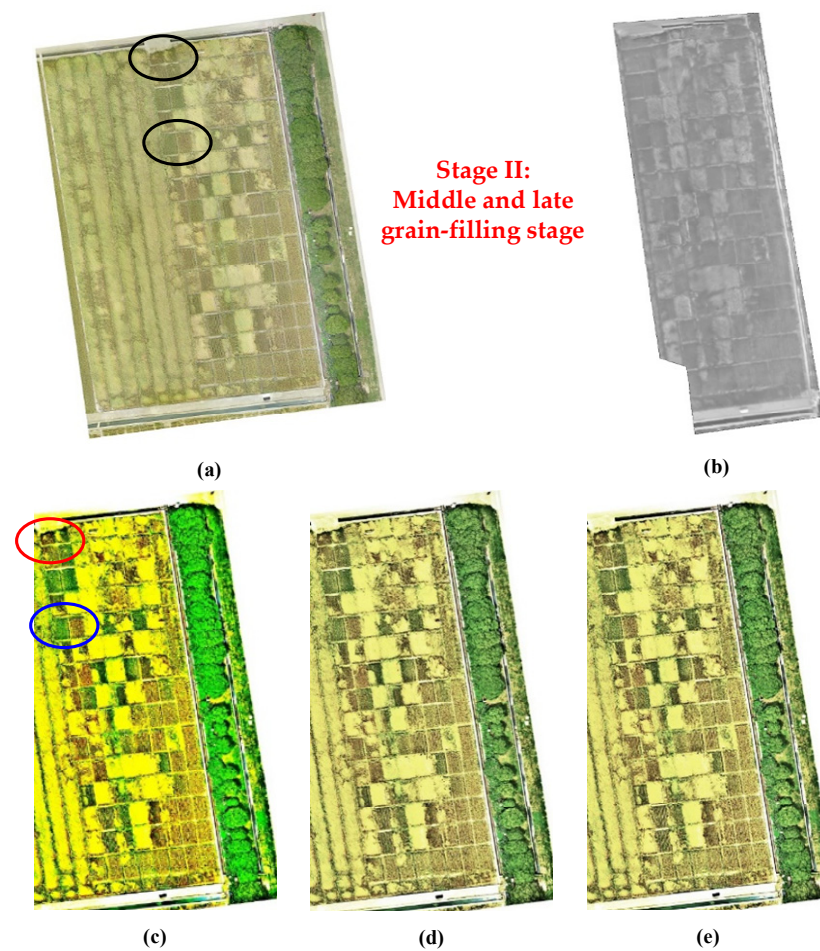 Stage II:
Middle and late
grain-filling stage
(a)
(b)
(c)
(d)
(e)